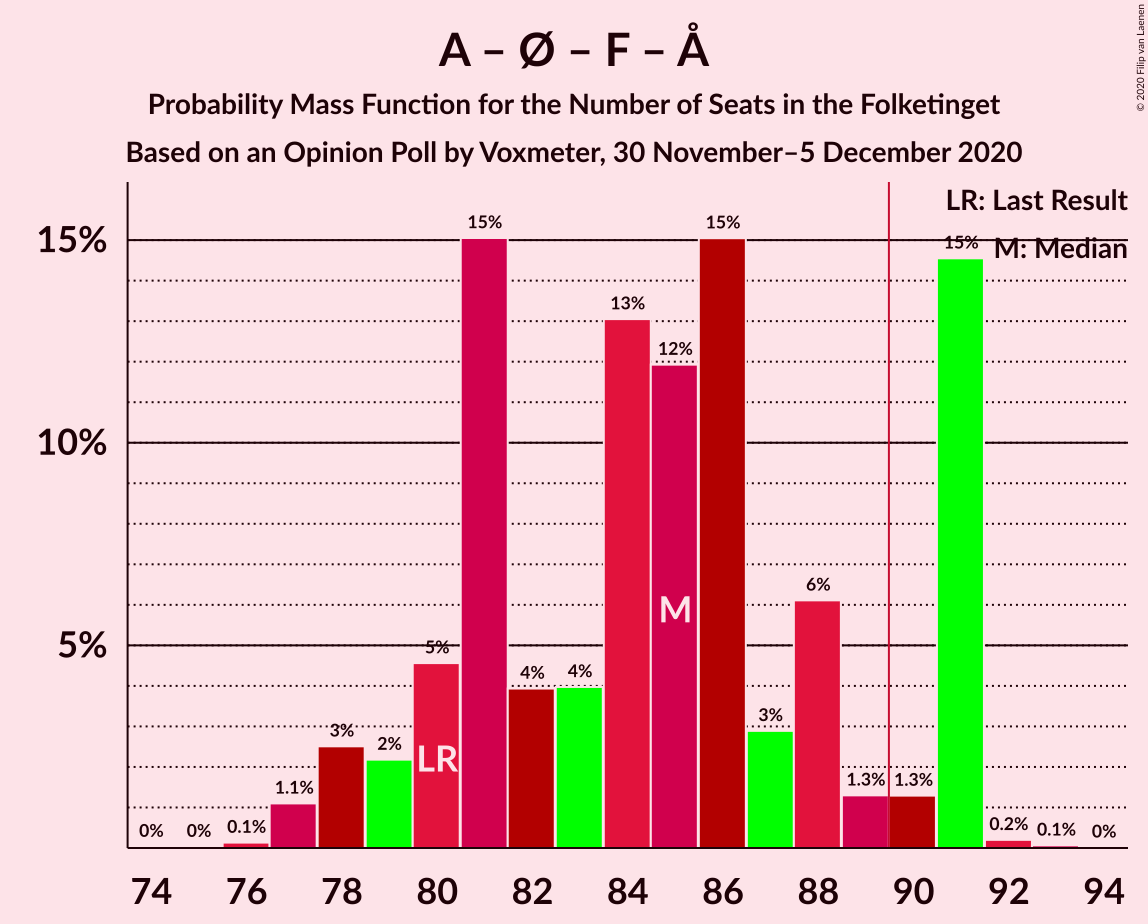 A – Ø – F – Å
Probability Mass Function for the Number of Seats in the Folketinget
Based on an Opinion Poll by Voxmeter, 30 November–5 December 2020
© 2020 Filip van Laenen
LR: Last Result
M: Median
15%
10%
5%
0%
0%
0.1%
1.1%
3%
2%
5%
15%
4%
4%
13%
12%
15%
3%
6%
1.3%
1.3%
15%
0.2%
0.1%
0%
LR
M
74 76 78 80 82 84 86 88 90 92 94